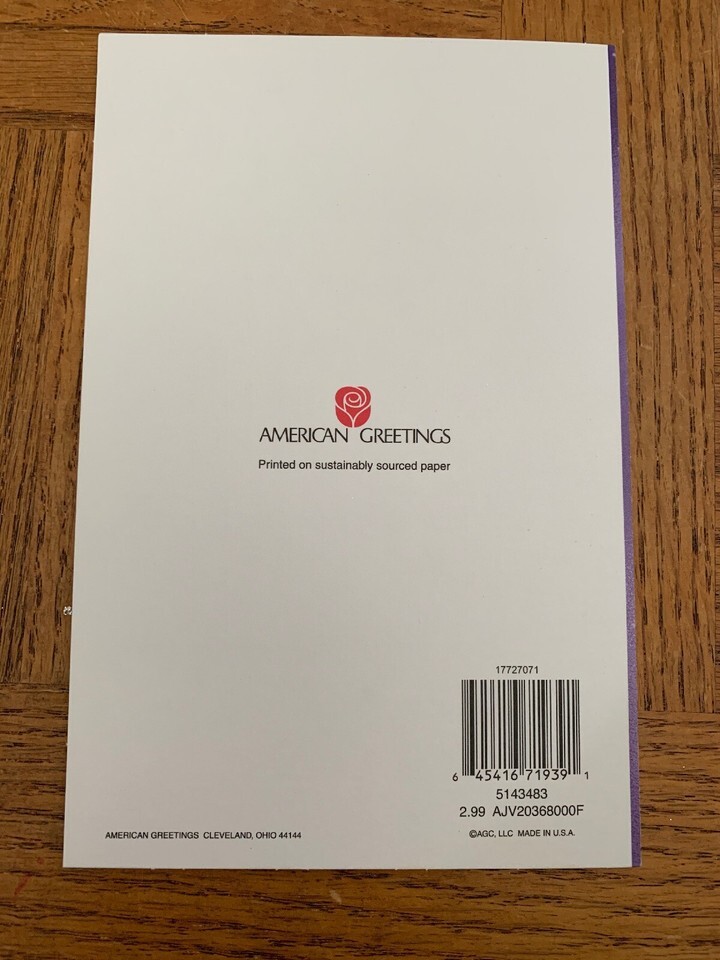 AMERICAN GREETINGS
Printed on sustainably sourced paper
17727071
6 45416 71939 1
5143483
2.99 AJV20368000F
AMERICAN GREETINGS CLEVELAND, OHIO 44144
©AGC, LLC MADE IN U.S.A.